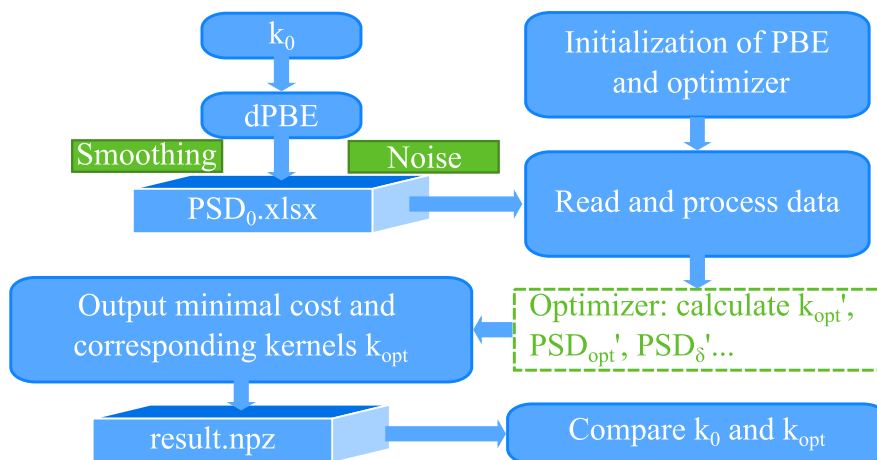 k₀
dPBE
Smoothing
Noise
PSD₀.xlsx
Initialization of PBE
and optimizer
Read and process data
Optimizer: calculate kₒₚₜ',
PSDₒₚₜ', PSD_δ'...
Output minimal cost and
corresponding kernels kₒₚₜ
result.npz
Compare k₀ and kₒₚₜ